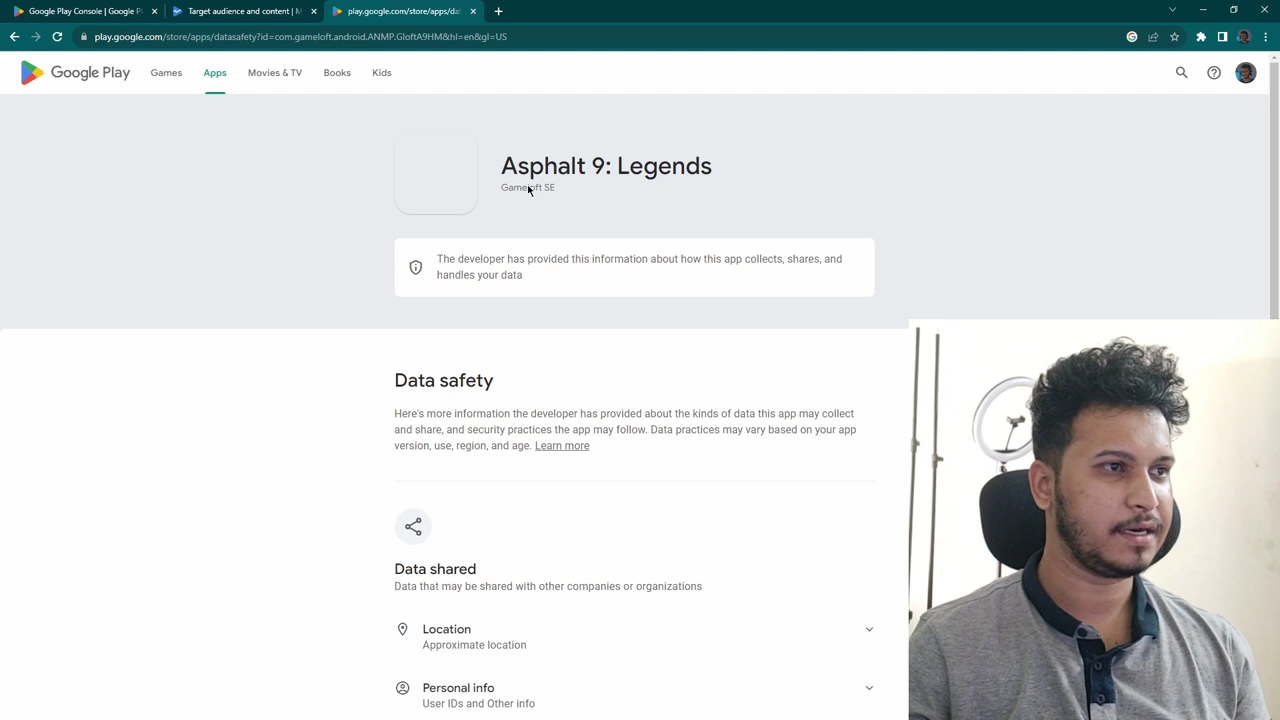 Google Play Console | Google Pl
Target audience and content | M
play.google.com/store/apps/dat
play.google.com/store/apps/datasafety?id=com.gameloft.android.ANMP.GloftA9HM&hl=en&gl=US
Google Play
Games
Apps
Movies & TV
Books
Kids
Asphalt 9: Legends
Gameloft SE
The developer has provided this information about how this app collects, shares, and
handles your data
Data safety
Here's more information the developer has provided about the kinds of data this app may collect
and share, and security practices the app may follow. Data practices may vary based on your app
version, use, region, and age. Learn more
Data shared
Data that may be shared with other companies or organizations
Location
Approximate location
Personal info
User IDs and Other info